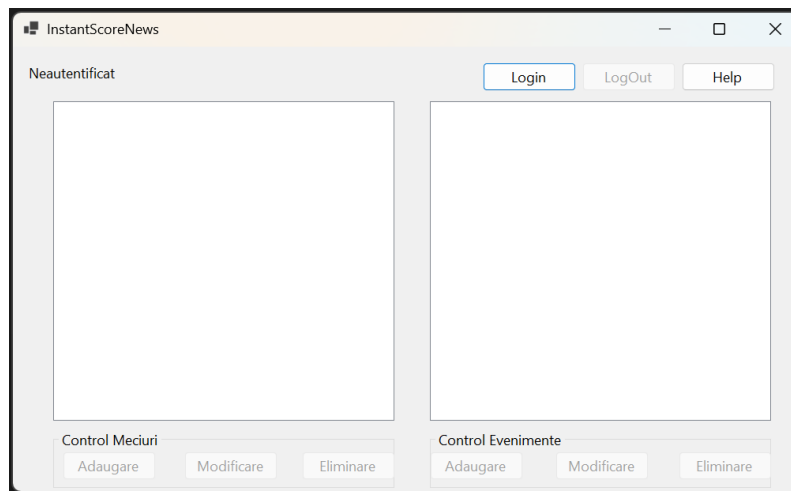 InstantScoreNews
Neautentificat
Login LogOut Help
Control Meciuri
Adaugare Modificare Eliminare
Control Evenimente
Adaugare Modificare Eliminare